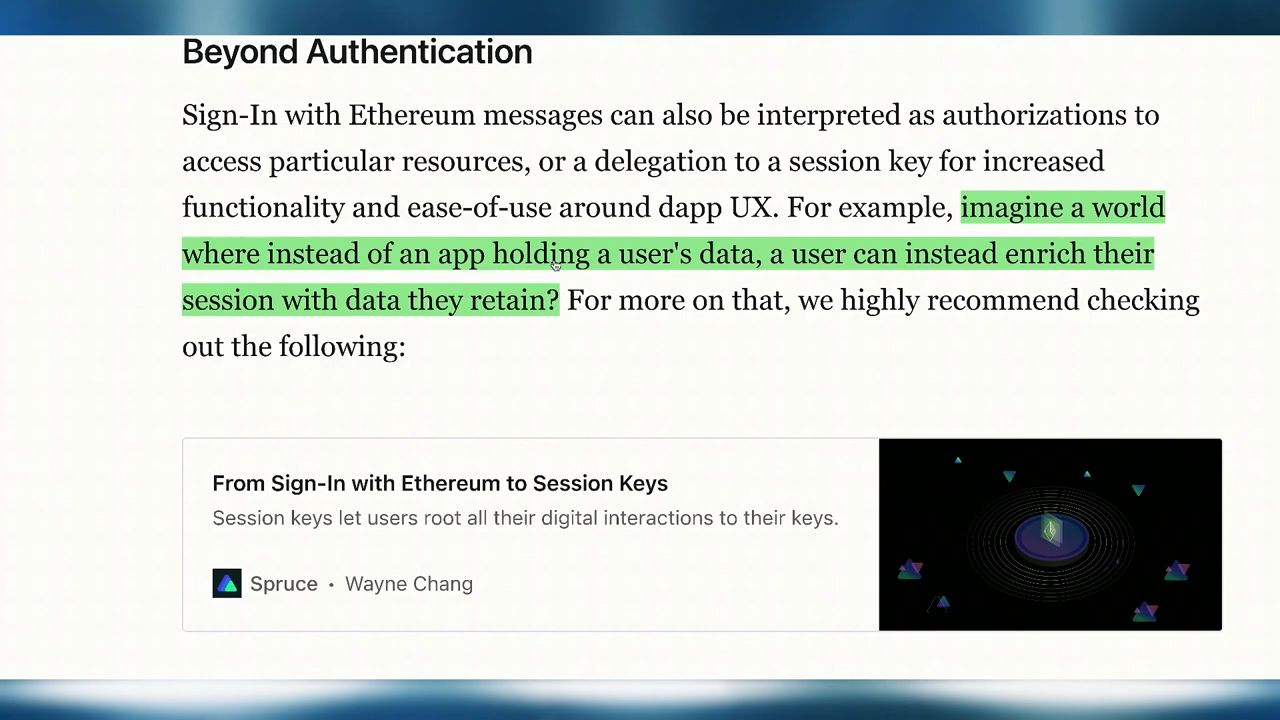 Beyond Authentication
Sign-In with Ethereum messages can also be interpreted as authorizations to
access particular resources, or a delegation to a session key for increased
functionality and ease-of-use around dapp UX. For example, imagine a world
where instead of an app holding a user's data, a user can instead enrich their
session with data they retain? For more on that, we highly recommend checking
out the following:
From Sign-In with Ethereum to Session Keys
Session keys let users root all their digital interactions to their keys.
Spruce • Wayne Chang